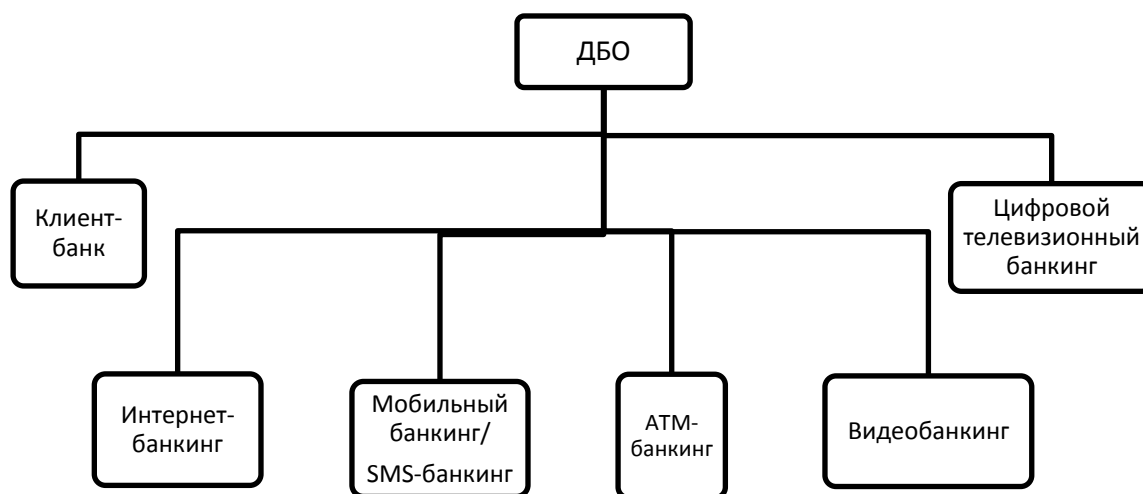 ДБО
Клиент-
банк
Цифровой
телевизионный
банкинг
Интернет-
банкинг
Мобильный
банкинг/
SMS-банкинг
АТМ-
банкинг
Видеобанкинг